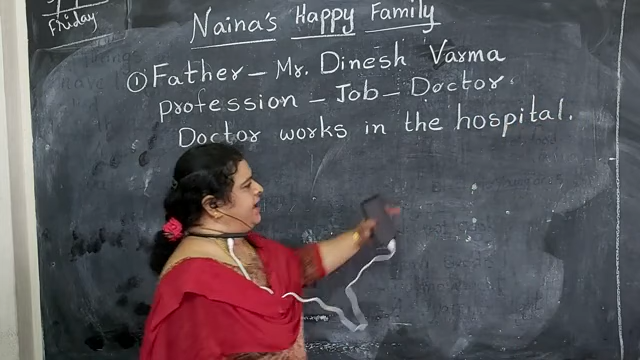 Friday
Naina's Happy Family
① Father - Mr. Dinesh Varma
profession - Job - Doctor.
Doctor works in the hospital.